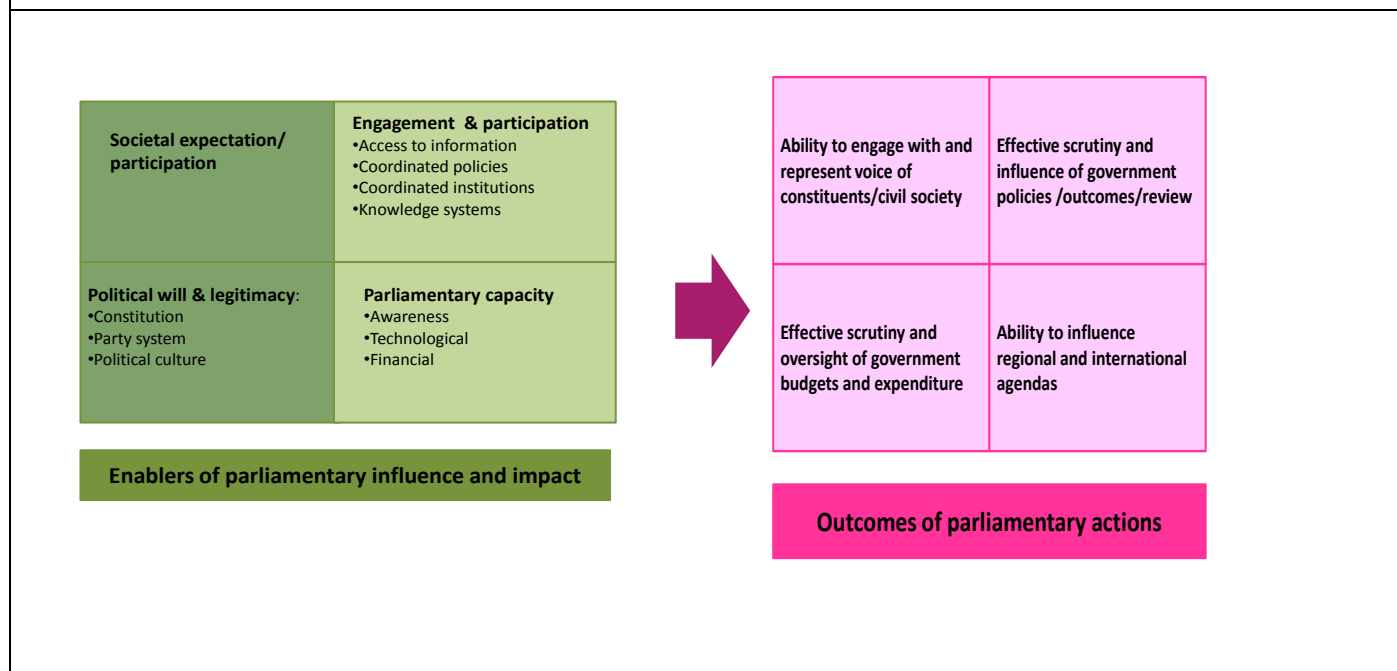 Societal expectation/
participation
Engagement & participation
•Access to information
•Coordinated policies
•Coordinated institutions
•Knowledge systems
Political will & legitimacy:
•Constitution
•Party system
•Political culture
Parliamentary capacity
•Awareness
•Technological
•Financial
Enablers of parliamentary influence and impact
Ability to engage with and
represent voice of
constituents/civil society
Effective scrutiny and
influence of government
policies /outcomes/review
Effective scrutiny and
oversight of government
budgets and expenditure
Ability to influence
regional and international
agendas
Outcomes of parliamentary actions